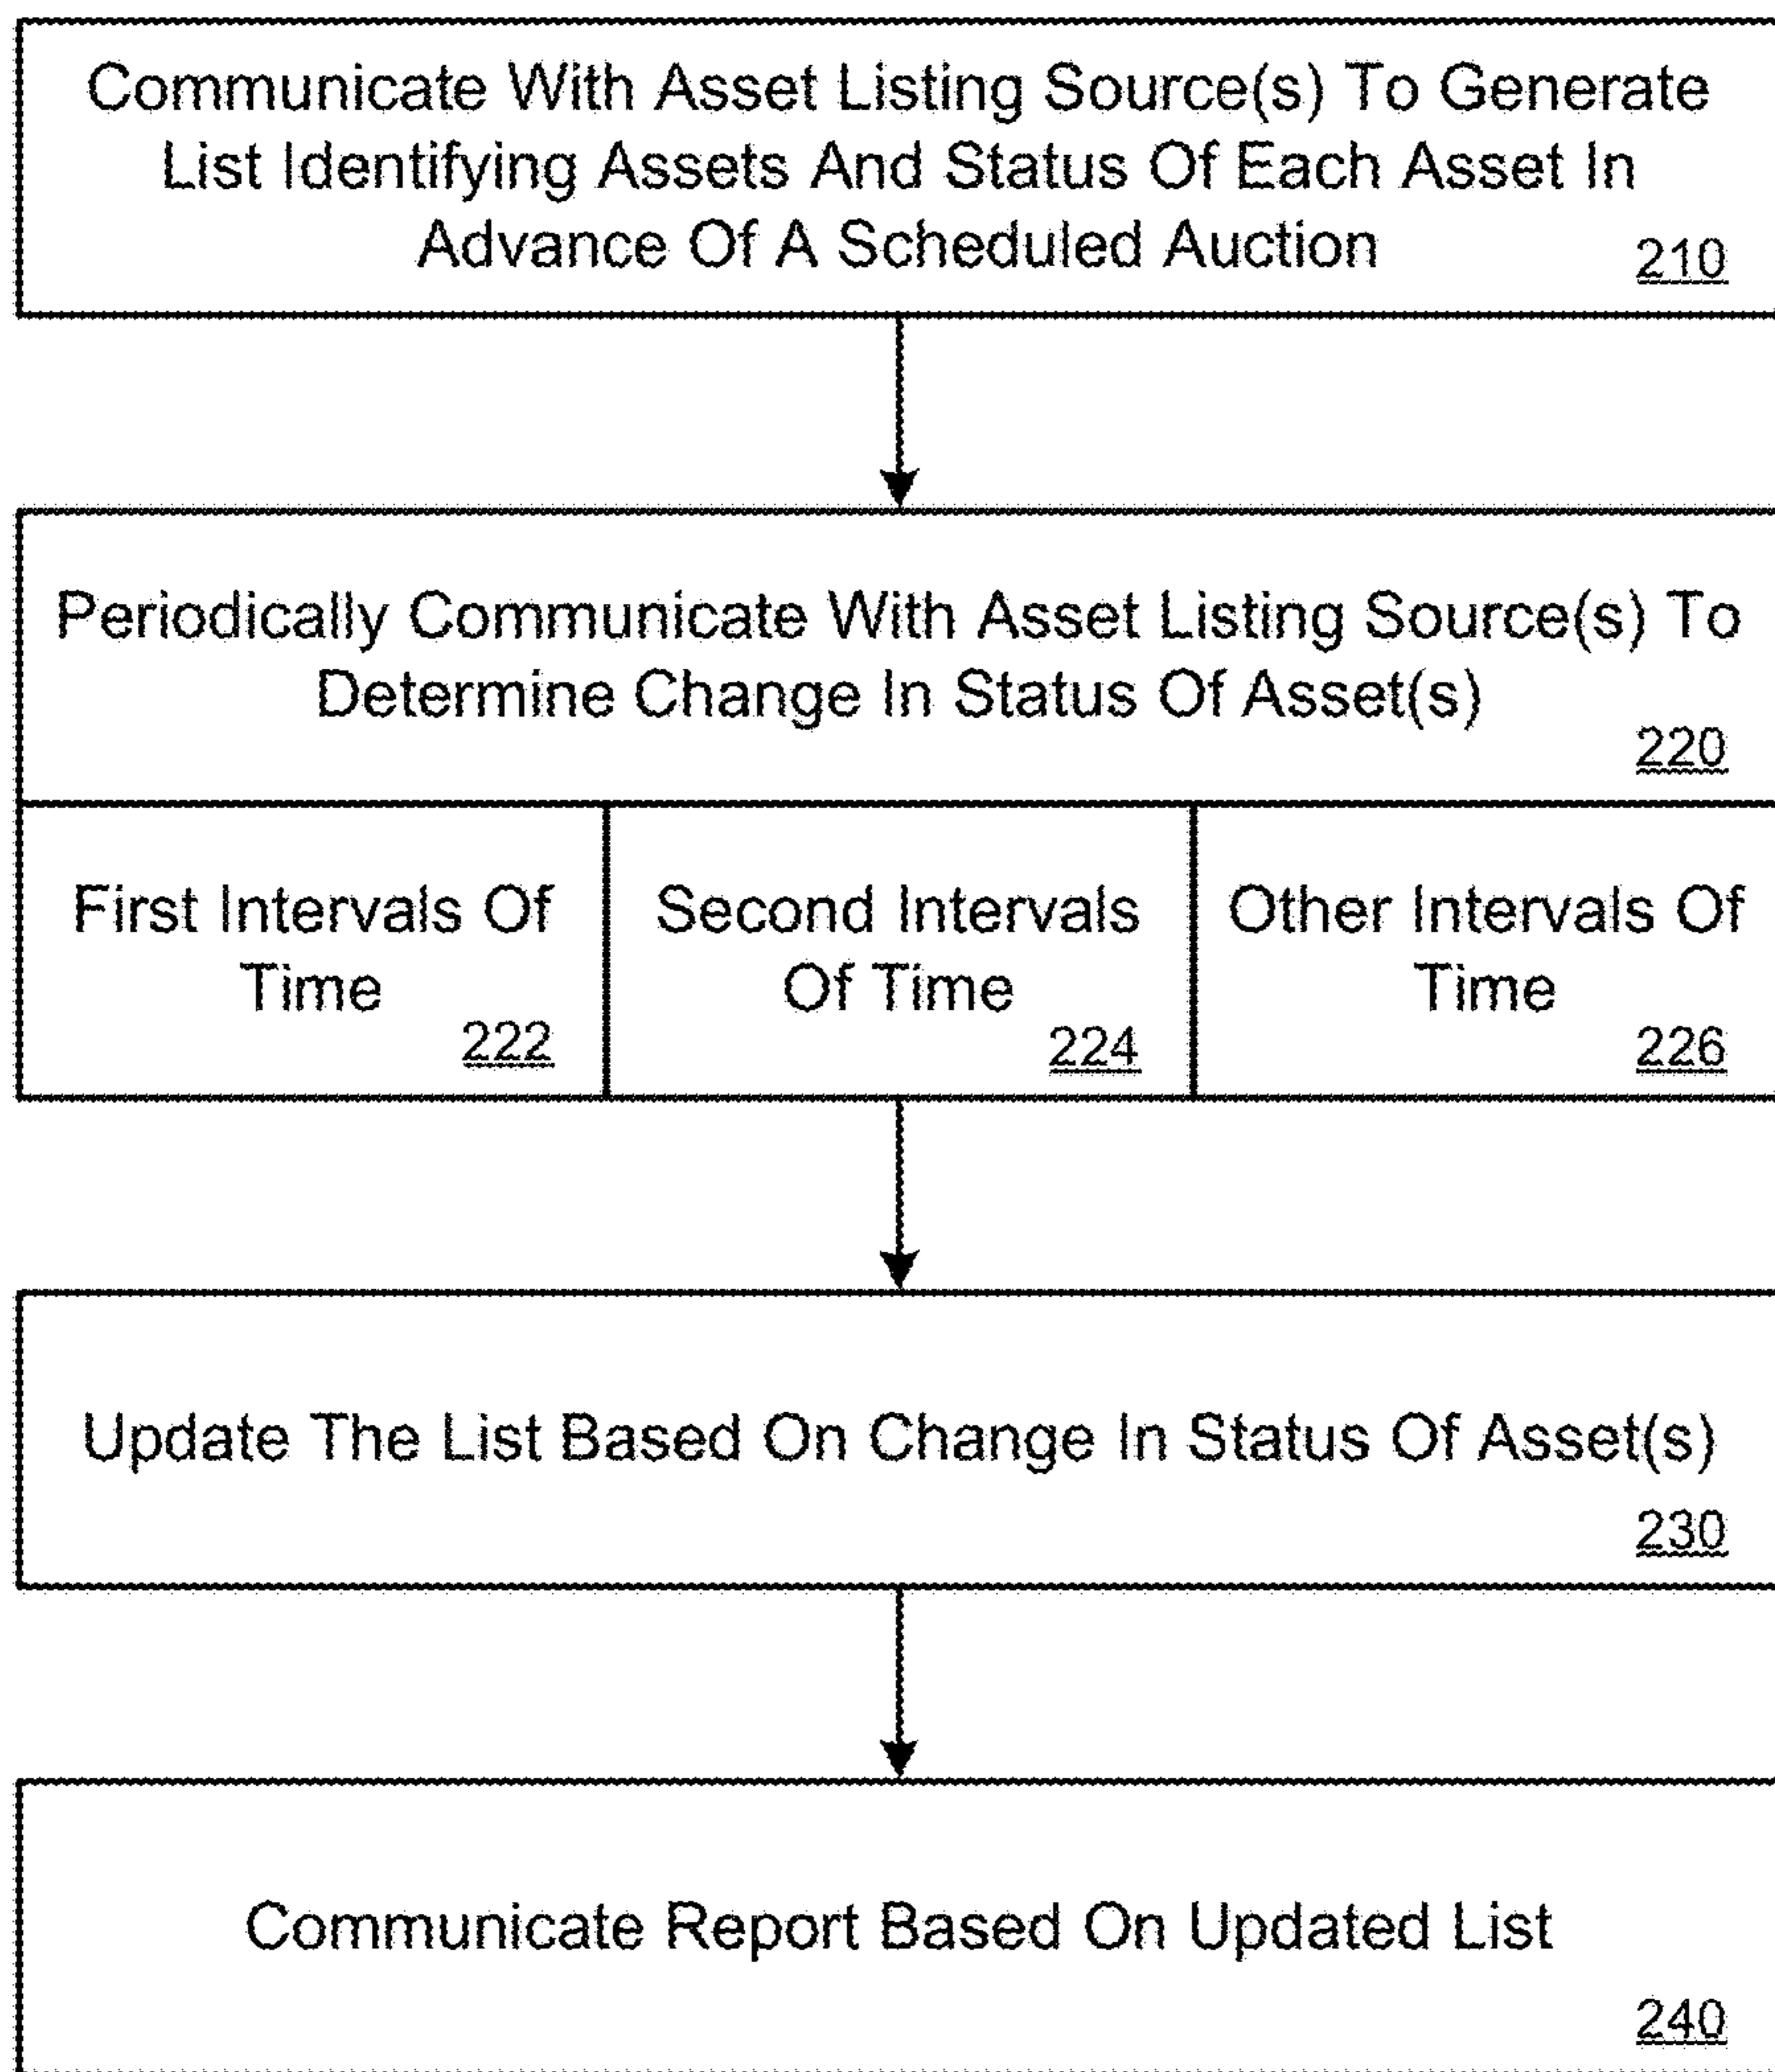 Communicate With Asset Listing Source(s) To Generate
List Identifying Assets And Status Of Each Asset In
Advance Of A Scheduled Auction
210
Periodically Communicate With Asset Listing Source(s) To
Determine Change In Status Of Asset(s)
220
First Intervals Of
Time
222
Second Intervals
Of Time
224
Other Intervals Of
Time
226
Update The List Based On Change In Status Of Asset(s)
230
Communicate Report Based On Updated List
240